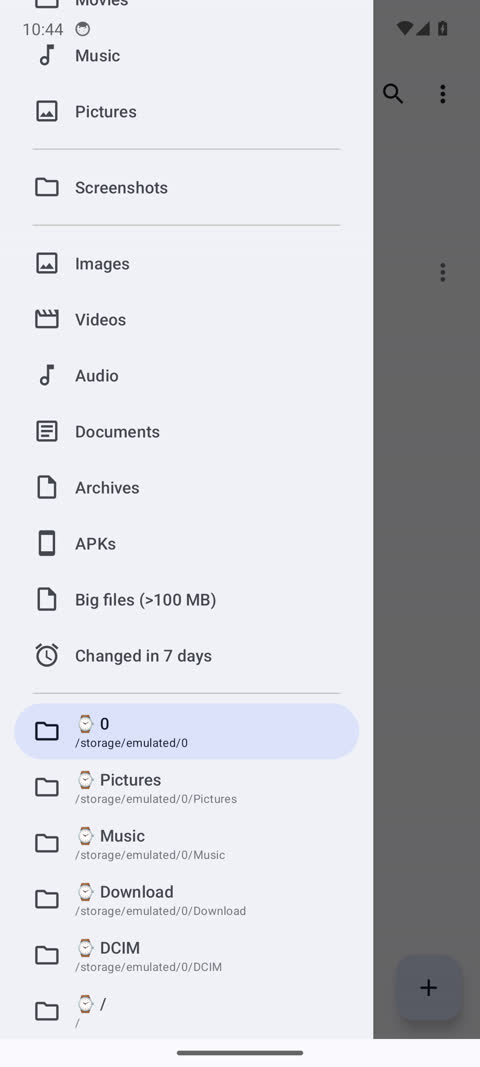 Movies
10:44
Music
Pictures
Screenshots
Images
Videos
Audio
Documents
Archives
APKs
Big files (>100 MB)
Changed in 7 days
⌚ 0
/storage/emulated/0
⌚ Pictures
/storage/emulated/0/Pictures
⌚ Music
/storage/emulated/0/Music
⌚ Download
/storage/emulated/0/Download
⌚ DCIM
/storage/emulated/0/DCIM
⌚ /
/